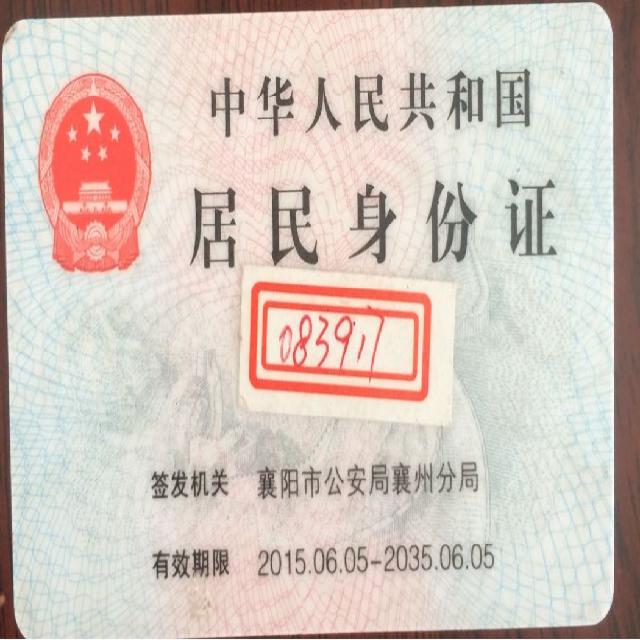 中华人民共和国
居民身份证
083917
签发机关 襄阳市公安局襄州分局
有效期限 2015.06.05-2035.06.05